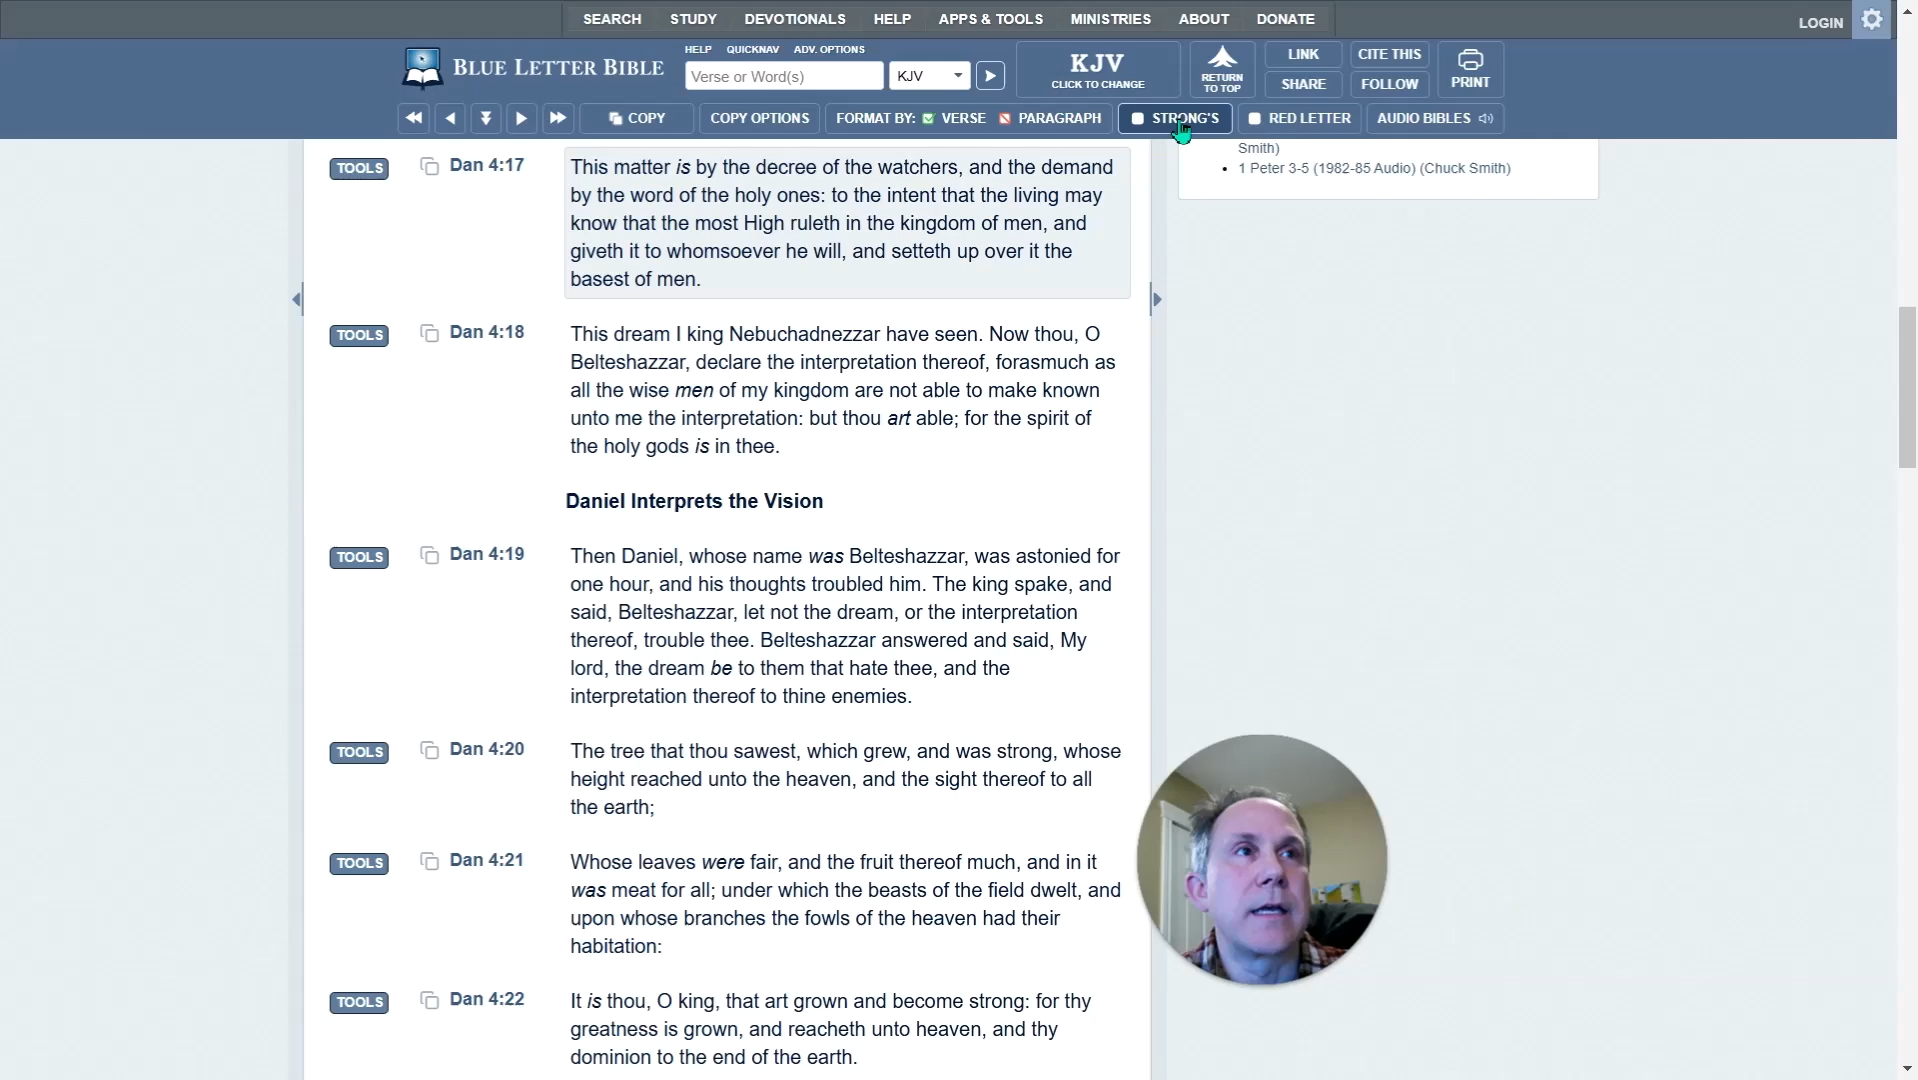 SEARCH STUDY DEVOTIONALS HELP APPS & TOOLS MINISTRIES ABOUT DONATE LOGIN
BLUE LETTER BIBLE
HELP QUICKNAV ADV. OPTIONS
Verse or Word(s) KJV
KJV
CLICK TO CHANGE
RETURN
TO TOP
LINK CITE THIS
SHARE FOLLOW
PRINT
COPY COPY OPTIONS FORMAT BY: VERSE PARAGRAPH STRONG'S RED LETTER AUDIO BIBLES
Smith)
• 1 Peter 3-5 (1982-85 Audio) (Chuck Smith)
TOOLS Dan 4:17 This matter is by the decree of the watchers, and the demand
by the word of the holy ones: to the intent that the living may
know that the most High ruleth in the kingdom of men, and
giveth it to whomsoever he will, and setteth up over it the
basest of men.
TOOLS Dan 4:18 This dream I king Nebuchadnezzar have seen. Now thou, O
Belteshazzar, declare the interpretation thereof, forasmuch as
all the wise men of my kingdom are not able to make known
unto me the interpretation: but thou art able; for the spirit of
the holy gods is in thee.
Daniel Interprets the Vision
TOOLS Dan 4:19 Then Daniel, whose name was Belteshazzar, was astonied for
one hour, and his thoughts troubled him. The king spake, and
said, Belteshazzar, let not the dream, or the interpretation
thereof, trouble thee. Belteshazzar answered and said, My
lord, the dream be to them that hate thee, and the
interpretation thereof to thine enemies.
TOOLS Dan 4:20 The tree that thou sawest, which grew, and was strong, whose
height reached unto the heaven, and the sight thereof to all
the earth;
TOOLS Dan 4:21 Whose leaves were fair, and the fruit thereof much, and in it
was meat for all; under which the beasts of the field dwelt, and
upon whose branches the fowls of the heaven had their
habitation:
TOOLS Dan 4:22 It is thou, O king, that art grown and become strong: for thy
greatness is grown, and reacheth unto heaven, and thy
dominion to the end of the earth.